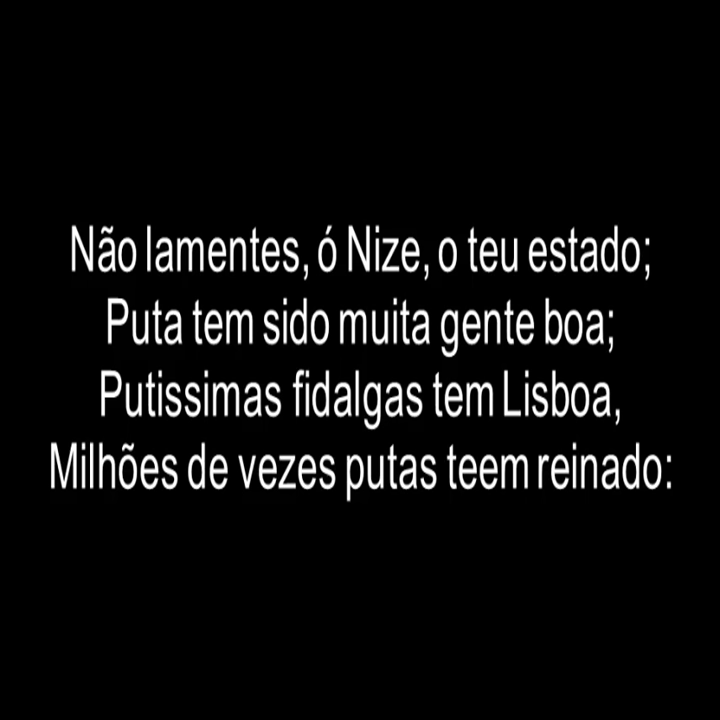 Não lamentes, ó Nize, o teu estado;
Puta tem sido muita gente boa;
Putissimas fidalgas tem Lisboa,
Milhões de vezes putas teem reinado: